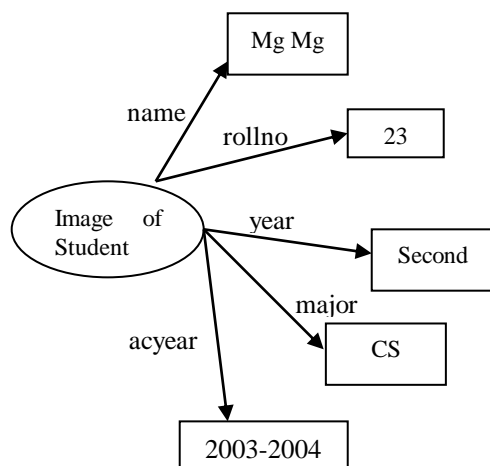 Mg Mg
name
rollno
23
Image of
Student
year
Second
major
acyear
CS
2003-2004